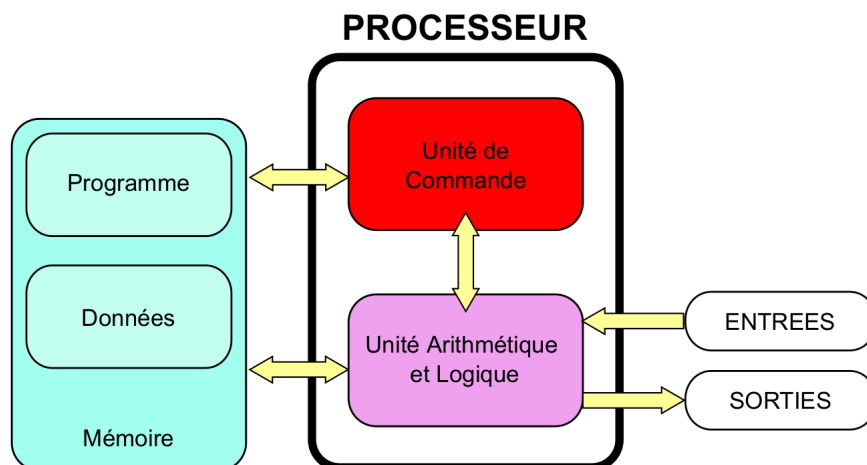 PROCESSEUR
Programme
Données
Mémoire
Unité de
Commande
Unité Arithmétique
et Logique
ENTREES
SORTIES